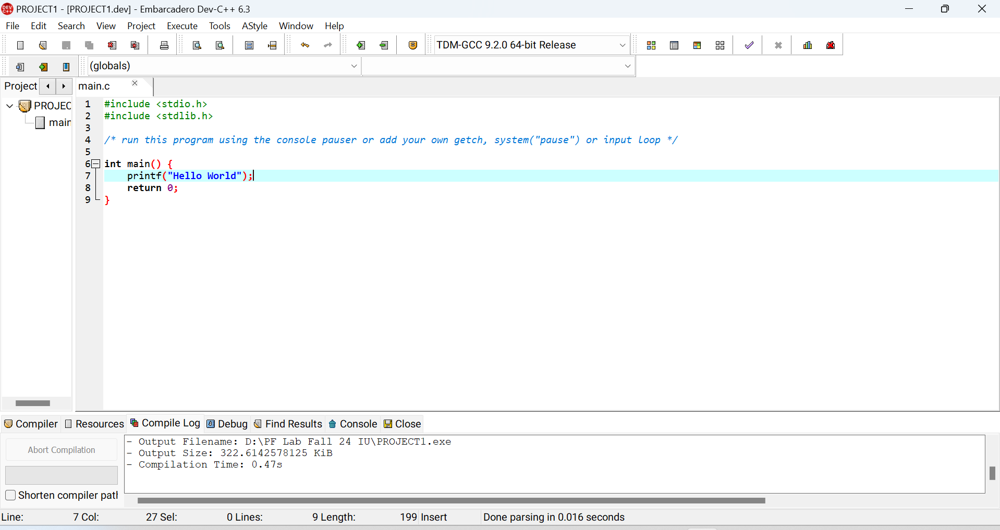 PROJECT1 - [PROJECT1.dev] - Embarcadero Dev-C++ 6.3
File Edit Search View Project Execute Tools AStyle Window Help
TDM-GCC 9.2.0 64-bit Release
(globals)
Project main.c
PROJEC
main
1 #include <stdio.h>
2 #include <stdlib.h>
3
4 /* run this program using the console pauser or add your own getch, system("pause") or input loop */
5
6 int main() {
7 printf("Hello World");
8 return 0;
9 }
Compiler Resources Compile Log Debug Find Results Console Close
Abort Compilation
- Output Filename: D:\PF Lab Fall 24 IU\PROJECT1.exe
- Output Size: 322.6142578125 KiB
- Compilation Time: 0.47s
Shorten compiler path
Line: 7 Col: 27 Sel: 0 Lines: 9 Length: 199 Insert Done parsing in 0.016 seconds